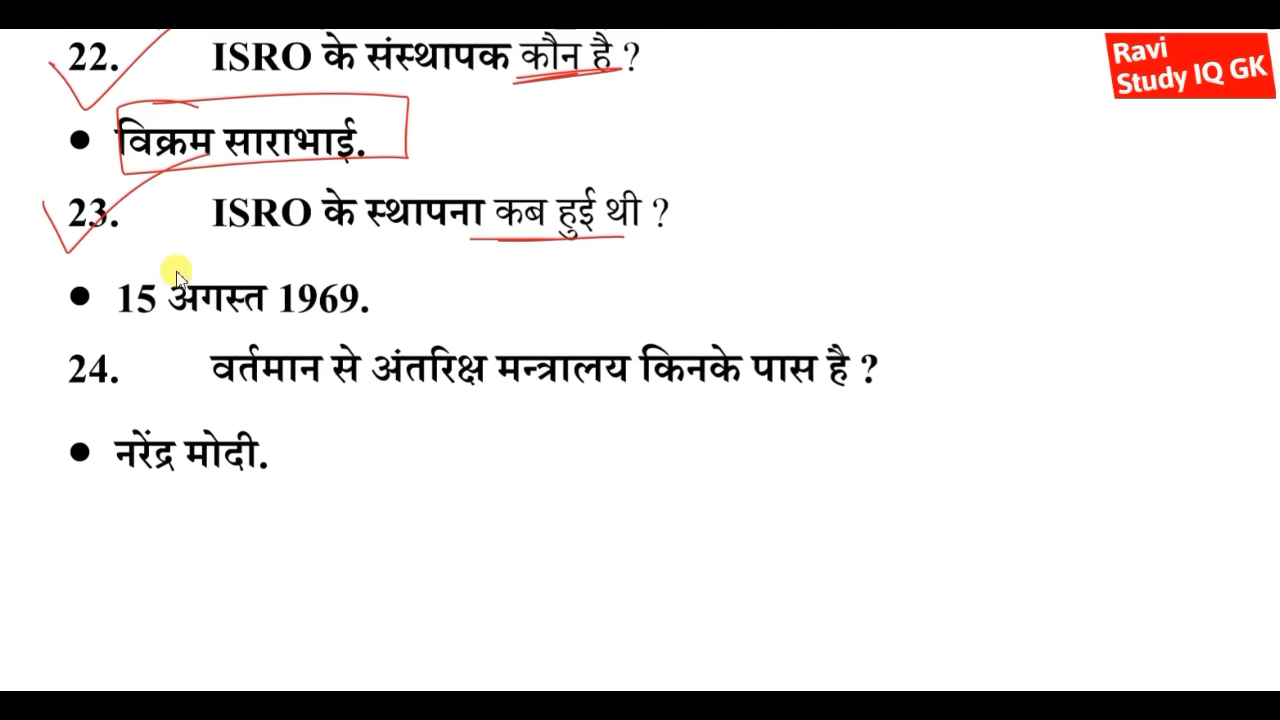 22. ISRO के संस्थापक कौन है ?
Ravi
Study IQ GK
• विक्रम साराभाई.
23. ISRO के स्थापना कब हुई थी ?
• 15 अगस्त 1969.
24. वर्तमान से अंतरिक्ष मन्त्रालय किनके पास है ?
• नरेंद्र मोदी.